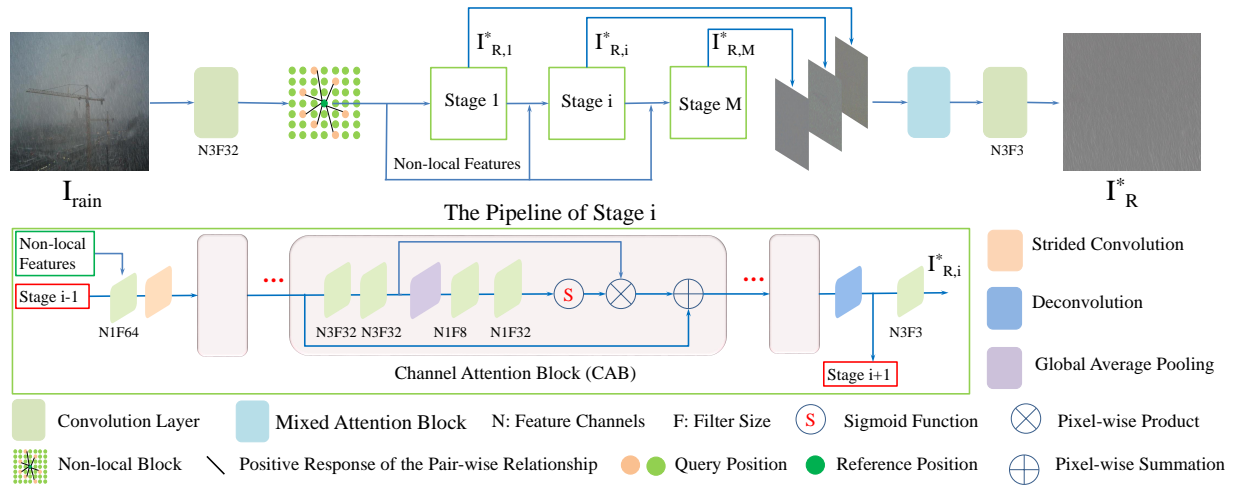 I*R,1
I*R,i
I*R,M
Stage 1
Stage i
Stage M
N3F32
Non-local Features
N3F3
Irain
I*R
The Pipeline of Stage i
Non-local
Features
Stage i-1
N1F64
N3F32
N3F32
N1F8
N1F32
S
I*R,i
N3F3
Channel Attention Block (CAB)
Stage i+1
Strided Convolution
Deconvolution
Global Average Pooling
Convolution Layer
Mixed Attention Block
N: Feature Channels
F: Filter Size
S
Sigmoid Function
Pixel-wise Product
Non-local Block
Positive Response of the Pair-wise Relationship
Query Position
Reference Position
Pixel-wise Summation